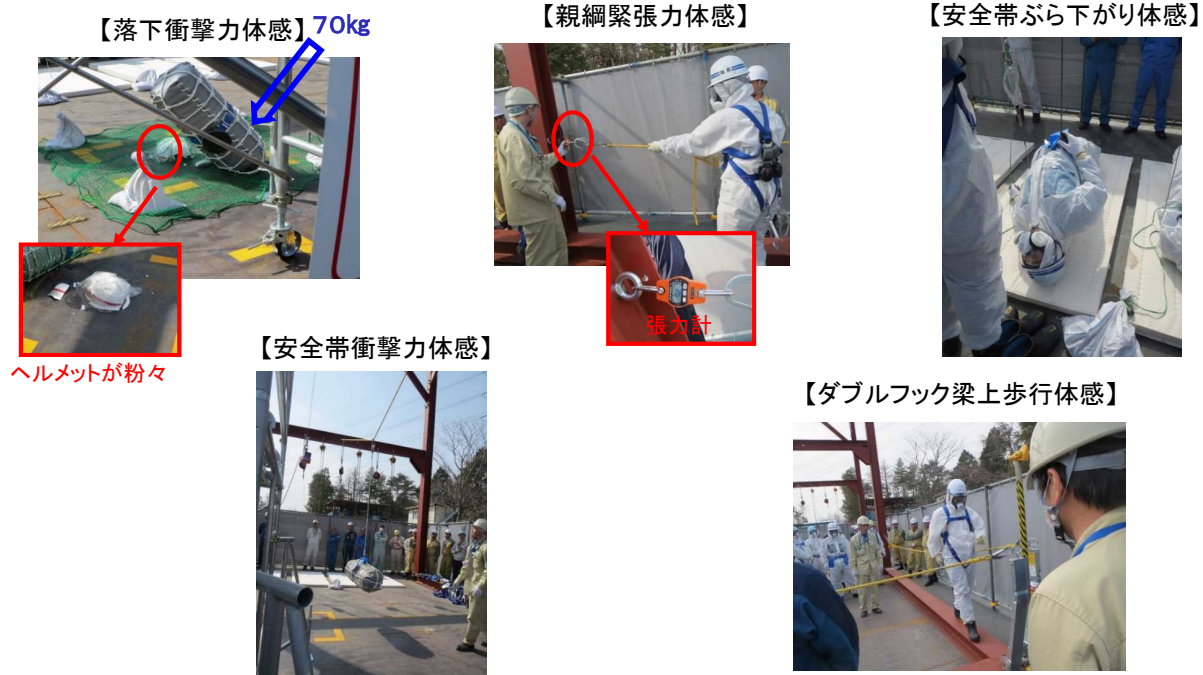 【落下衝撃力体感】
70kg
【親綱緊張力体感】
【安全帯ぶら下がり体感】
張力計
ヘルメットが粉々
【安全帯衝撃力体感】
【ダブルフック梁上歩行体感】